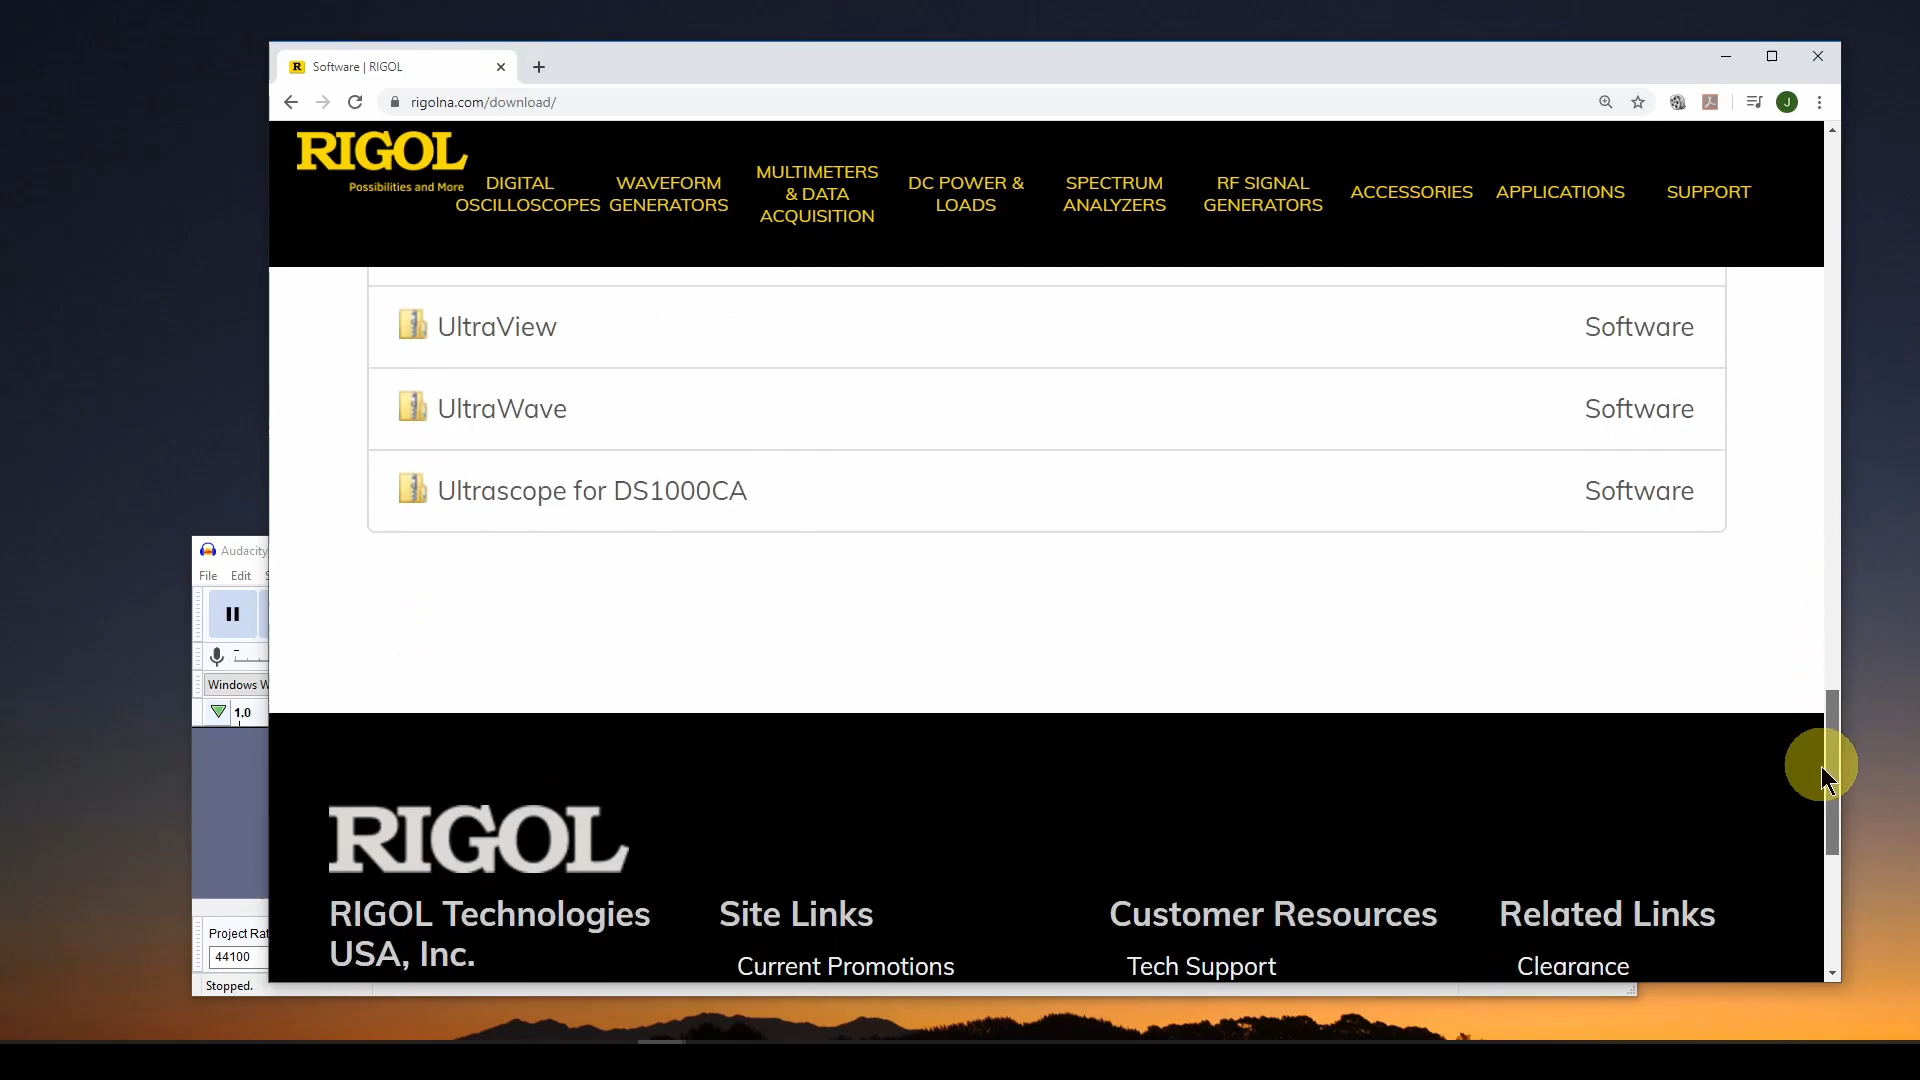 Software | RIGOL
rigolna.com/download/
J
RIGOL
Possibilities and More
DIGITAL
OSCILLOSCOPES
WAVEFORM
GENERATORS
MULTIMETERS
& DATA
ACQUISITION
DC POWER &
LOADS
SPECTRUM
ANALYZERS
RF SIGNAL
GENERATORS
ACCESSORIES
APPLICATIONS
SUPPORT
UltraView Software
UltraWave Software
Ultrascope for DS1000CA Software
Audacity
File Edit
Windows W
1.0
Project Rat
44100
Stopped.
RIGOL
RIGOL Technologies
USA, Inc.
Site Links
Current Promotions
Customer Resources
Tech Support
Related Links
Clearance